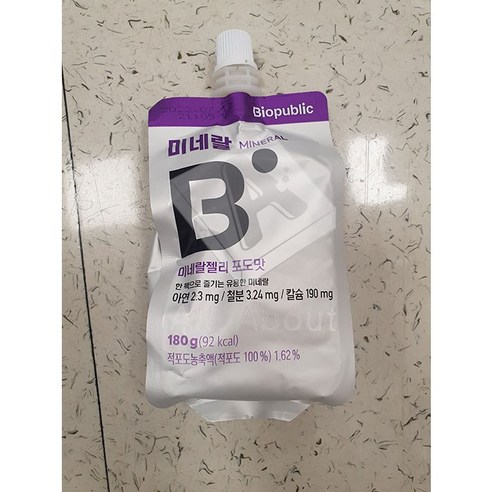 Biopublic
미네랄 MINERAL
B
미네랄젤리 포도맛
한 팩으로 즐기는 유용한 미네랄
아연 2.3 mg / 철분 3.24 mg / 칼슘 190 mg
180 g (92 kcal)
적포도농축액(적포도 100 %) 1.62 %